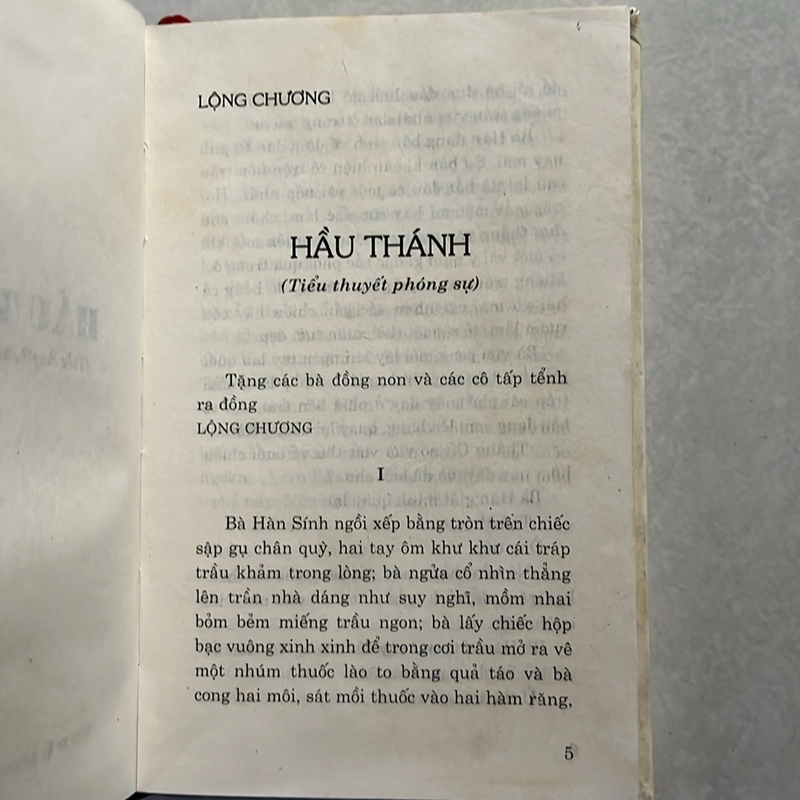 5
LỘNG CHƯƠNG
HẦU THÁNH
(Tiểu thuyết phóng sự)
Tặng các bà đồng non và các cô tấp tểnh
ra đồng
LỘNG CHƯƠNG
I
Bà Hàn Sính ngồi xếp bằng tròn trên chiếc
sập gụ chân quỳ, hai tay ôm khư khư cái tráp
trầu khảm trong lòng; bà ngửa cổ nhìn thẳng
lên trần nhà dáng như suy nghĩ, mồm nhai
bỏm bẻm miếng trầu ngon; bà lấy chiếc hộp
bạc vuông xinh xinh để trong cơi trầu mở ra vê
một nhúm thuốc lào to bằng quả táo và bà
cong hai môi, sát mồi thuốc vào hai hàm răng,
5